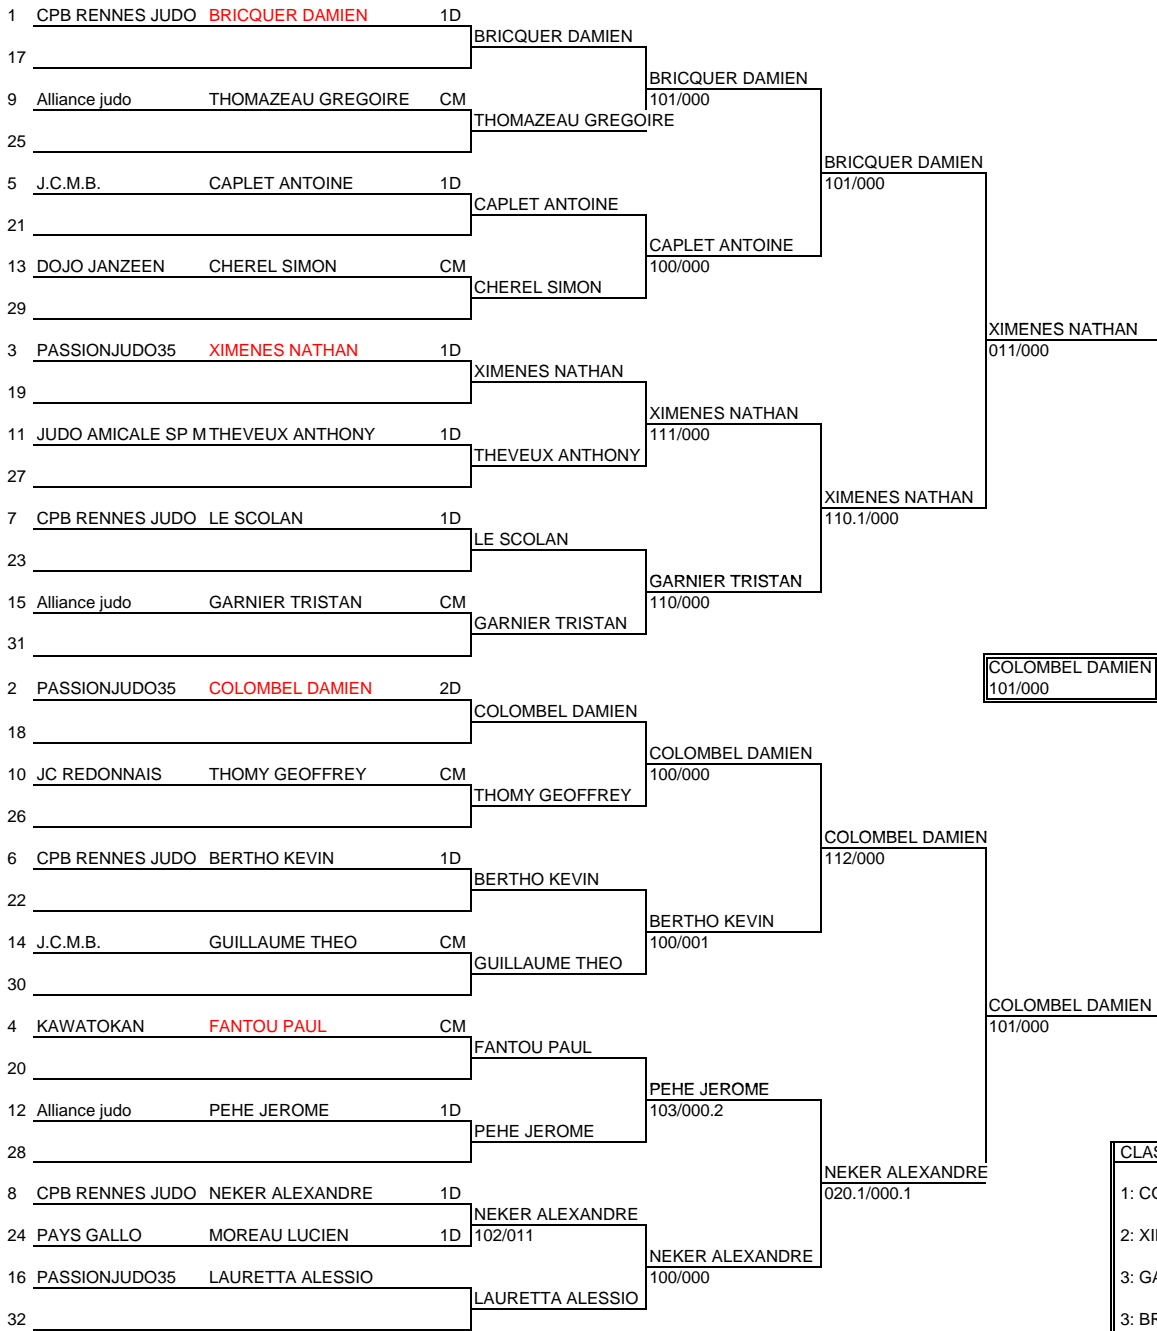 1 CPB RENNES JUDO BRICQUER DAMIEN 1D
BRICQUER DAMIEN
17
BRICQUER DAMIEN
9 Alliance judo THOMAZEAU GREGOIRE CM 101/000
THOMAZEAU GREGOIRE
25
BRICQUER DAMIEN
5 J.C.M.B. CAPLET ANTOINE 1D 101/000
CAPLET ANTOINE
21
CAPLET ANTOINE
13 DOJO JANZEEN CHEREL SIMON CM 100/000
CHEREL SIMON
29
XIMENES NATHAN
3 PASSIONJUDO35 XIMENES NATHAN 1D 011/000
XIMENES NATHAN
19
XIMENES NATHAN
11 JUDO AMICALE SP M THEVEUX ANTHONY 1D 111/000
THEVEUX ANTHONY
27
XIMENES NATHAN
7 CPB RENNES JUDO LE SCOLAN 1D 110.1/000
LE SCOLAN
23
GARNIER TRISTAN
15 Alliance judo GARNIER TRISTAN CM 110/000
GARNIER TRISTAN
31
COLOMBEL DAMIEN
2 PASSIONJUDO35 COLOMBEL DAMIEN 2D 101/000
COLOMBEL DAMIEN
18
COLOMBEL DAMIEN
10 JC REDONNAIS THOMY GEOFFREY CM 100/000
THOMY GEOFFREY
26
COLOMBEL DAMIEN
6 CPB RENNES JUDO BERTHO KEVIN 1D 112/000
BERTHO KEVIN
22
BERTHO KEVIN
14 J.C.M.B. GUILLAUME THEO CM 100/001
GUILLAUME THEO
30
COLOMBEL DAMIEN
4 KAWATOKAN FANTOU PAUL CM 101/000
FANTOU PAUL
20
PEHE JEROME
12 Alliance judo PEHE JEROME 1D 103/000.2
PEHE JEROME
28 CLAS
NEKER ALEXANDRE
8 CPB RENNES JUDO NEKER ALEXANDRE 1D 020.1/000.1 1: CO
NEKER ALEXANDRE
24 PAYS GALLO MOREAU LUCIEN 1D 102/011
NEKER ALEXANDRE
16 PASSIONJUDO35 LAURETTA ALESSIO 100/000
2: XI
3: GA
LAURETTA ALESSIO
32 3: BR